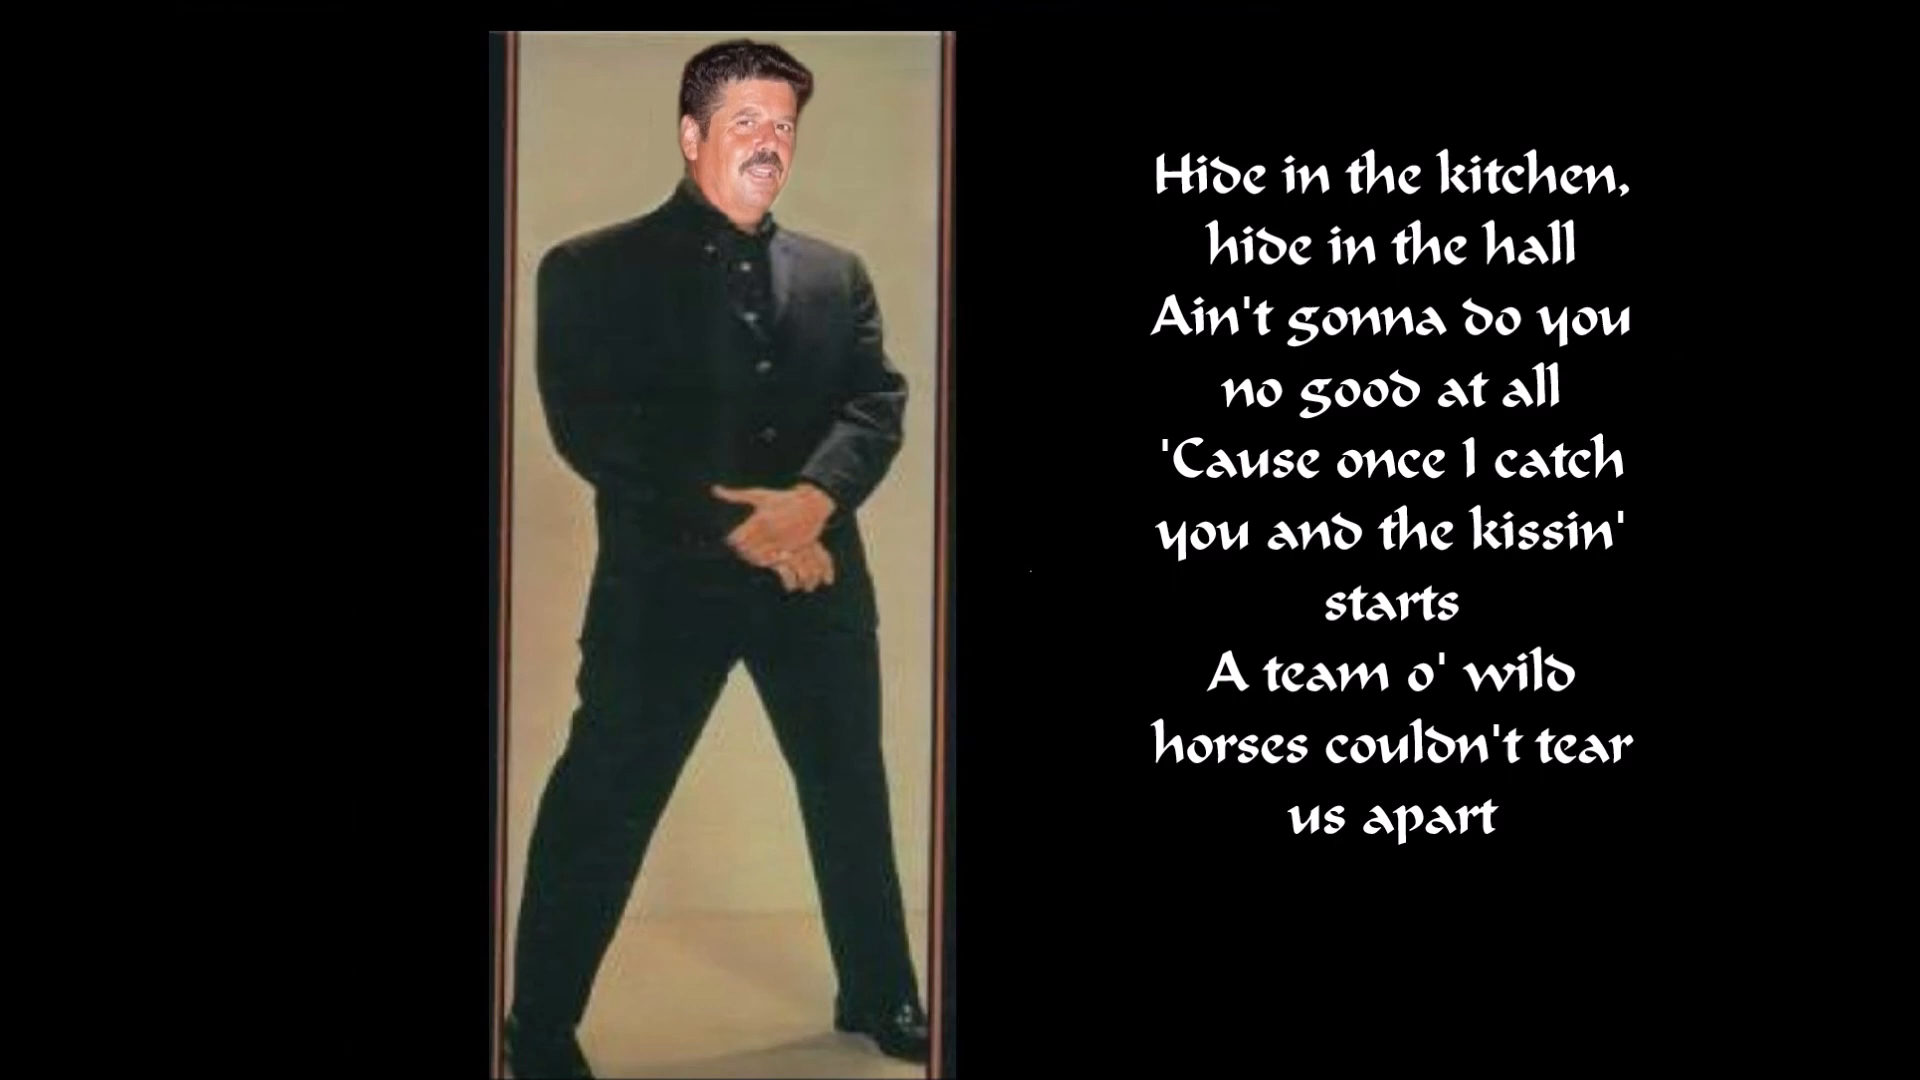 Hide in the kitchen,
hide in the hall
Ain't gonna do you
no good at all
'Cause once I catch
you and the kissin'
starts
A team o' wild
horses couldn't tear
us apart